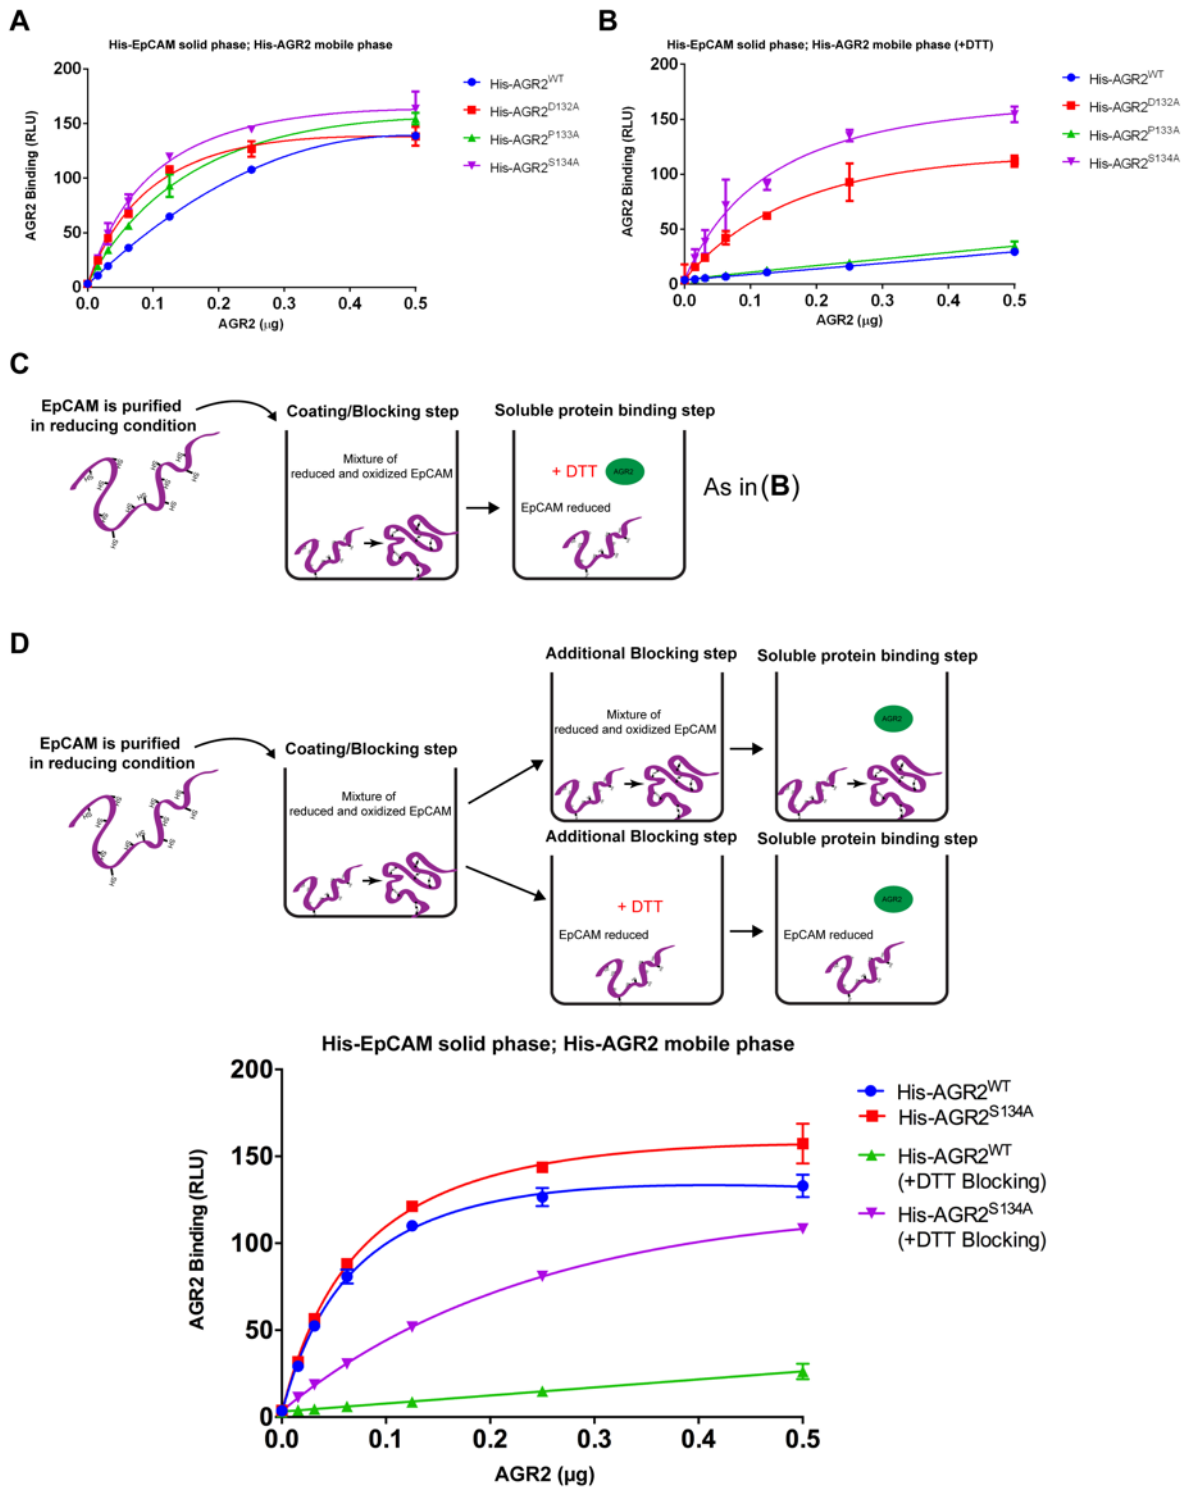 A
His-EpCAM solid phase; His-AGR2 mobile phase
200
150
100
50
0
0.0
0.1
0.2
0.3
0.4
0.5
AGR2 Binding (RLU)
AGR2 (µg)
His-AGR2WT
His-AGR2D132A
His-AGR2P133A
His-AGR2S134A
B
His-EpCAM solid phase; His-AGR2 mobile phase (+DTT)
200
150
100
50
0
0.0
0.1
0.2
0.3
0.4
0.5
AGR2 Binding (RLU)
AGR2 (µg)
His-AGR2WT
His-AGR2D132A
His-AGR2P133A
His-AGR2S134A
C
EpCAM is purified
in reducing condition
Coating/Blocking step
Mixture of
reduced and oxidized EpCAM
Soluble protein binding step
+ DTT
AGR2
EpCAM reduced
As in (B)
D
EpCAM is purified
in reducing condition
Coating/Blocking step
Mixture of
reduced and oxidized EpCAM
Additional Blocking step
Mixture of
reduced and oxidized EpCAM
Soluble protein binding step
AGR2
Additional Blocking step
+ DTT
EpCAM reduced
Soluble protein binding step
AGR2
EpCAM reduced
His-EpCAM solid phase; His-AGR2 mobile phase
200
150
100
50
0
0.0
0.1
0.2
0.3
0.4
0.5
AGR2 Binding (RLU)
AGR2 (µg)
His-AGR2WT
His-AGR2S134A
His-AGR2WT
(+DTT Blocking)
His-AGR2S134A
(+DTT Blocking)